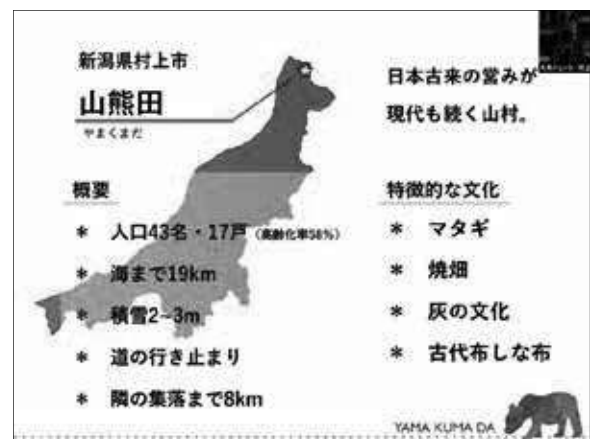 新潟県村上市
山熊田
やまくまだ
日本古来の営みが
現代も続く山村。
概要
* 人口43名・17戸（高齢化率58%）
* 海まで19km
* 積雪2~3m
* 道の行き止まり
* 隣の集落まで8km
特徴的な文化
* マタギ
* 焼畑
* 灰の文化
* 古代布しな布
YAMA KUMA DA